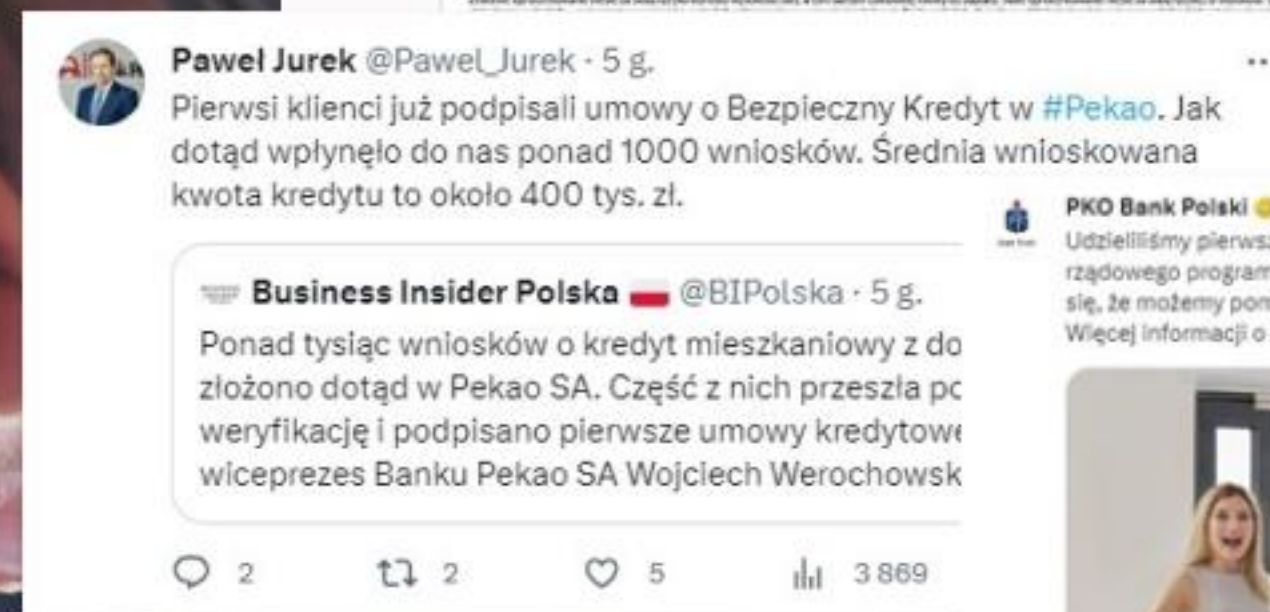 Paweł Jurek @Pawel_Jurek · 5 g.
Pierwsi klienci już podpisali umowy o Bezpieczny Kredyt w #Pekao. Jak
dotąd wpłynęło do nas ponad 1000 wniosków. Średnia wnioskowana
kwota kredytu to około 400 tys. zł.
Business Insider Polska @BIPolska · 5 g.
Ponad tysiąc wniosków o kredyt mieszkaniowy z do
złożono dotąd w Pekao SA. Część z nich przeszła po
weryfikację i podpisano pierwsze umowy kredytowe
wiceprezes Banku Pekao SA Wojciech Werochowsk
2 2 5 3 869
PKO Bank Polski
Udzieliliśmy pierwsz
rządowego program
się, że możemy pom
Więcej informacji o